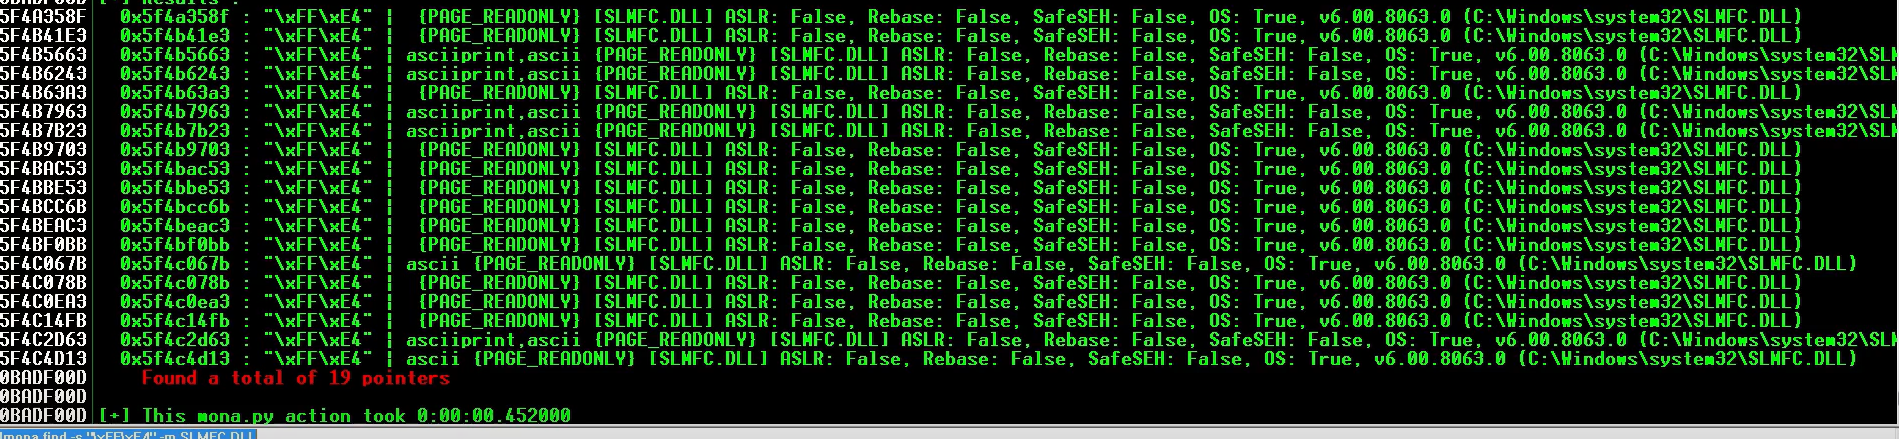 0BADF00D [+] Results :
5F4A358F 0x5f4a358f : "\xFF\xE4" | {PAGE_READONLY} [SLMFC.DLL] ASLR: False, Rebase: False, SafeSEH: False, OS: True, v6.00.8063.0 (C:\Windows\system32\SLMFC.DLL)
5F4B41E3 0x5f4b41e3 : "\xFF\xE4" | {PAGE_READONLY} [SLMFC.DLL] ASLR: False, Rebase: False, SafeSEH: False, OS: True, v6.00.8063.0 (C:\Windows\system32\SLMFC.DLL)
5F4B5663 0x5f4b5663 : "\xFF\xE4" | asciiprint,ascii {PAGE_READONLY} [SLMFC.DLL] ASLR: False, Rebase: False, SafeSEH: False, OS: True, v6.00.8063.0 (C:\Windows\system32\SLM
5F4B6243 0x5f4b6243 : "\xFF\xE4" | asciiprint,ascii {PAGE_READONLY} [SLMFC.DLL] ASLR: False, Rebase: False, SafeSEH: False, OS: True, v6.00.8063.0 (C:\Windows\system32\SLM
5F4B63A3 0x5f4b63a3 : "\xFF\xE4" | {PAGE_READONLY} [SLMFC.DLL] ASLR: False, Rebase: False, SafeSEH: False, OS: True, v6.00.8063.0 (C:\Windows\system32\SLMFC.DLL)
5F4B7963 0x5f4b7963 : "\xFF\xE4" | asciiprint,ascii {PAGE_READONLY} [SLMFC.DLL] ASLR: False, Rebase: False, SafeSEH: False, OS: True, v6.00.8063.0 (C:\Windows\system32\SLM
5F4B7B23 0x5f4b7b23 : "\xFF\xE4" | asciiprint,ascii {PAGE_READONLY} [SLMFC.DLL] ASLR: False, Rebase: False, SafeSEH: False, OS: True, v6.00.8063.0 (C:\Windows\system32\SLM
5F4B9703 0x5f4b9703 : "\xFF\xE4" | {PAGE_READONLY} [SLMFC.DLL] ASLR: False, Rebase: False, SafeSEH: False, OS: True, v6.00.8063.0 (C:\Windows\system32\SLMFC.DLL)
5F4BAC53 0x5f4bac53 : "\xFF\xE4" | {PAGE_READONLY} [SLMFC.DLL] ASLR: False, Rebase: False, SafeSEH: False, OS: True, v6.00.8063.0 (C:\Windows\system32\SLMFC.DLL)
5F4BBE53 0x5f4bbe53 : "\xFF\xE4" | {PAGE_READONLY} [SLMFC.DLL] ASLR: False, Rebase: False, SafeSEH: False, OS: True, v6.00.8063.0 (C:\Windows\system32\SLMFC.DLL)
5F4BCC6B 0x5f4bcc6b : "\xFF\xE4" | {PAGE_READONLY} [SLMFC.DLL] ASLR: False, Rebase: False, SafeSEH: False, OS: True, v6.00.8063.0 (C:\Windows\system32\SLMFC.DLL)
5F4BEAC3 0x5f4beac3 : "\xFF\xE4" | {PAGE_READONLY} [SLMFC.DLL] ASLR: False, Rebase: False, SafeSEH: False, OS: True, v6.00.8063.0 (C:\Windows\system32\SLMFC.DLL)
5F4BF0BB 0x5f4bf0bb : "\xFF\xE4" | {PAGE_READONLY} [SLMFC.DLL] ASLR: False, Rebase: False, SafeSEH: False, OS: True, v6.00.8063.0 (C:\Windows\system32\SLMFC.DLL)
5F4C067B 0x5f4c067b : "\xFF\xE4" | ascii {PAGE_READONLY} [SLMFC.DLL] ASLR: False, Rebase: False, SafeSEH: False, OS: True, v6.00.8063.0 (C:\Windows\system32\SLMFC.DLL)
5F4C078B 0x5f4c078b : "\xFF\xE4" | {PAGE_READONLY} [SLMFC.DLL] ASLR: False, Rebase: False, SafeSEH: False, OS: True, v6.00.8063.0 (C:\Windows\system32\SLMFC.DLL)
5F4C0EA3 0x5f4c0ea3 : "\xFF\xE4" | {PAGE_READONLY} [SLMFC.DLL] ASLR: False, Rebase: False, SafeSEH: False, OS: True, v6.00.8063.0 (C:\Windows\system32\SLMFC.DLL)
5F4C14FB 0x5f4c14fb : "\xFF\xE4" | {PAGE_READONLY} [SLMFC.DLL] ASLR: False, Rebase: False, SafeSEH: False, OS: True, v6.00.8063.0 (C:\Windows\system32\SLMFC.DLL)
5F4C2D63 0x5f4c2d63 : "\xFF\xE4" | asciiprint,ascii {PAGE_READONLY} [SLMFC.DLL] ASLR: False, Rebase: False, SafeSEH: False, OS: True, v6.00.8063.0 (C:\Windows\system32\SLM
5F4C4D13 0x5f4c4d13 : "\xFF\xE4" | ascii {PAGE_READONLY} [SLMFC.DLL] ASLR: False, Rebase: False, SafeSEH: False, OS: True, v6.00.8063.0 (C:\Windows\system32\SLMFC.DLL)
0BADF00D Found a total of 19 pointers
0BADF00D
0BADF00D [+] This mona.py action took 0:00:00.452000
!mona find -s "\xFF\xE4" -m SLMFC.DLL